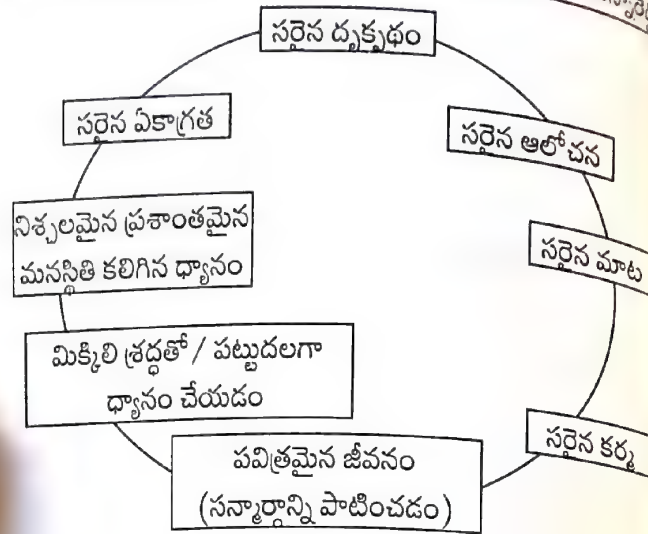 సరైన దృక్పథం
సరైన ఆలోచన
సరైన మాట
సరైన కర్మ
పవిత్రమైన జీవనం
(సన్మార్గాన్ని పాటించడం)
మిక్కిలి శ్రద్ధతో / పట్టుదలగా
ధ్యానం చేయడం
నిశ్చలమైన ప్రశాంతమైన
మనస్థితి కలిగిన ధ్యానం
సరైన ఏకాగ్రత